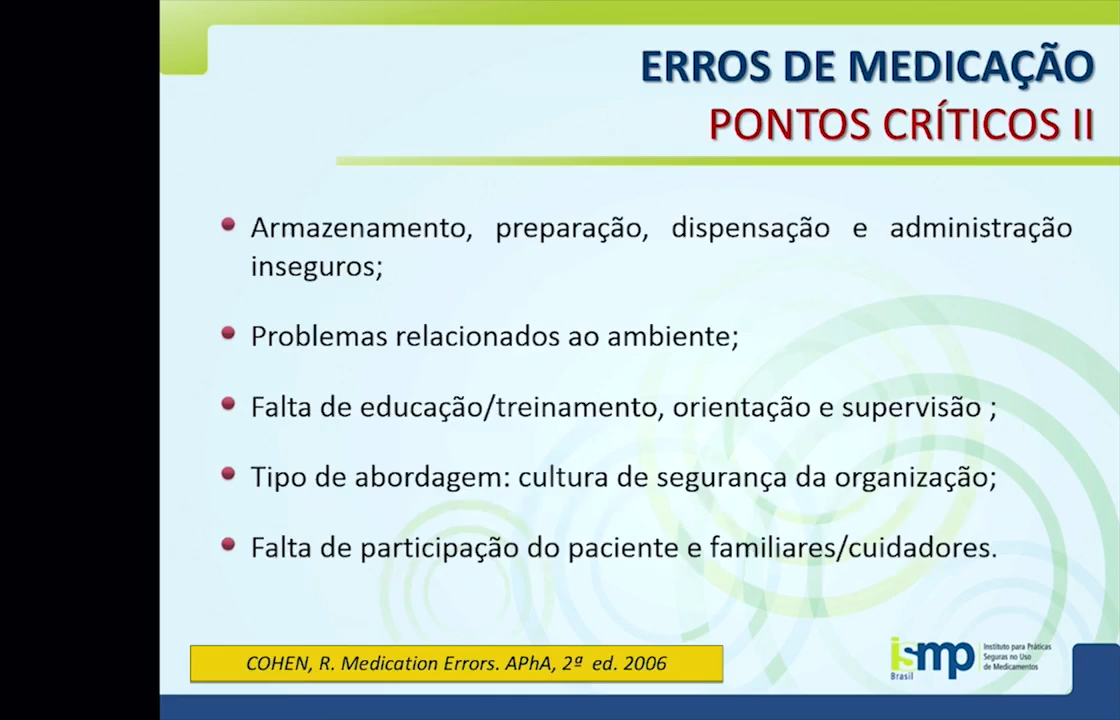 ERROS DE MEDICAÇÃO
PONTOS CRÍTICOS II
Armazenamento, preparação, dispensação e administração
inseguros;
Problemas relacionados ao ambiente;
Falta de educação/treinamento, orientação e supervisão ;
Tipo de abordagem: cultura de segurança da organização;
Falta de participação do paciente e familiares/cuidadores.
COHEN, R. Medication Errors. APhA, 2ª ed. 2006
ismp
Brasil
Instituto para Práticas
Seguras no Uso
de Medicamentos